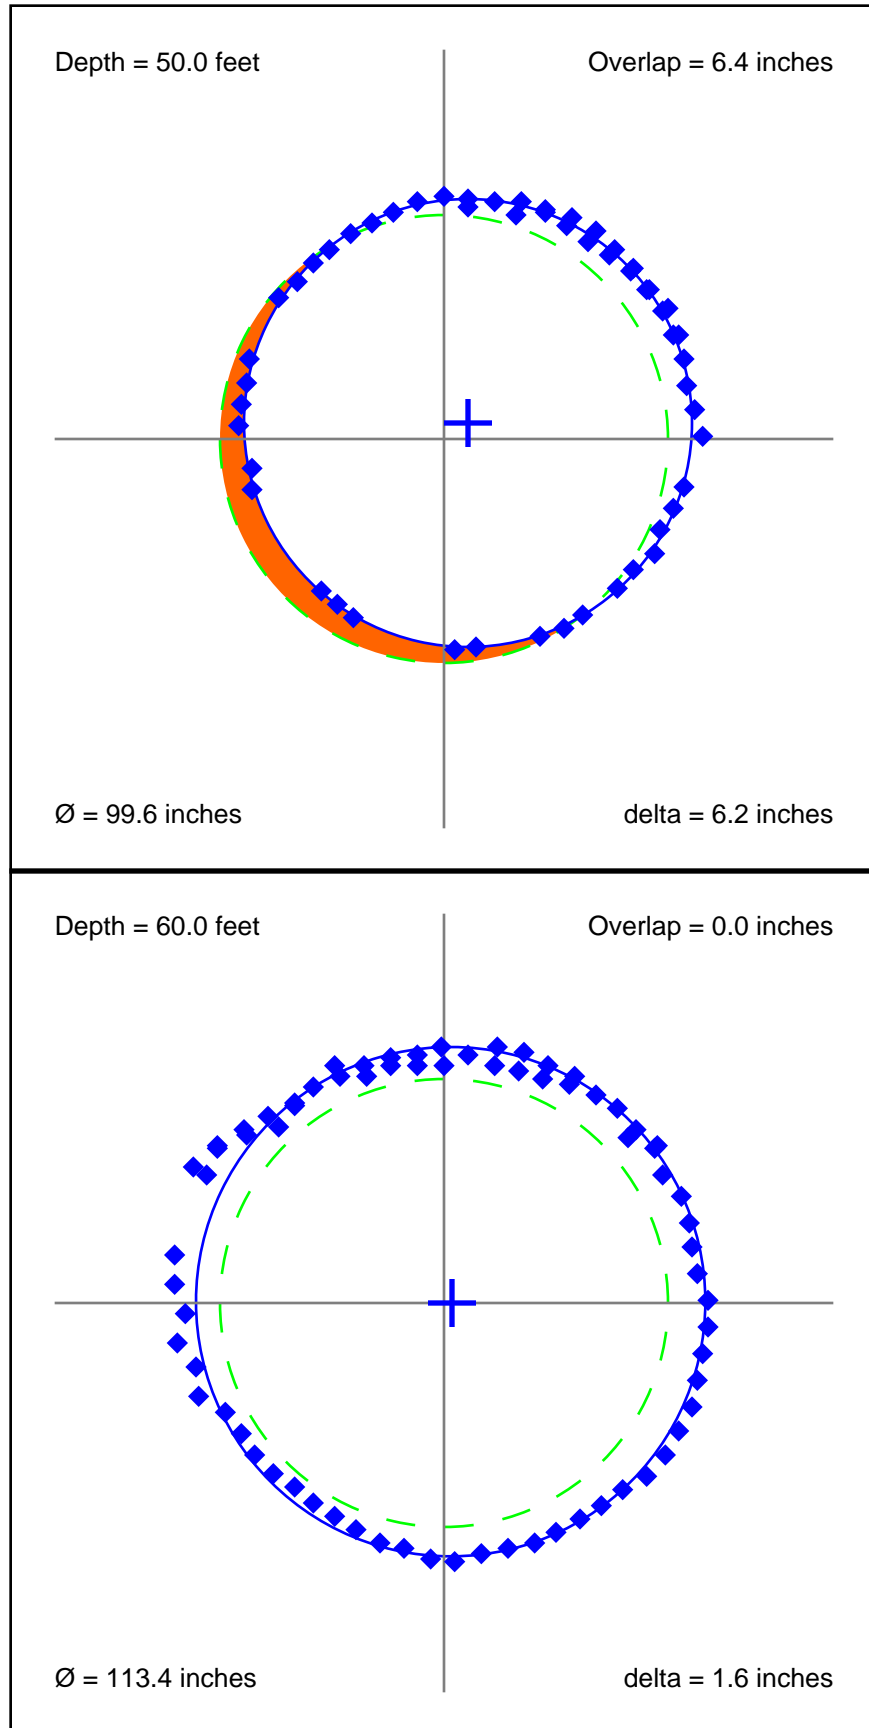 Depth = 50.0 feet
Overlap = 6.4 inches
Ø = 99.6 inches
delta = 6.2 inches
Depth = 60.0 feet
Overlap = 0.0 inches
Ø = 113.4 inches
delta = 1.6 inches